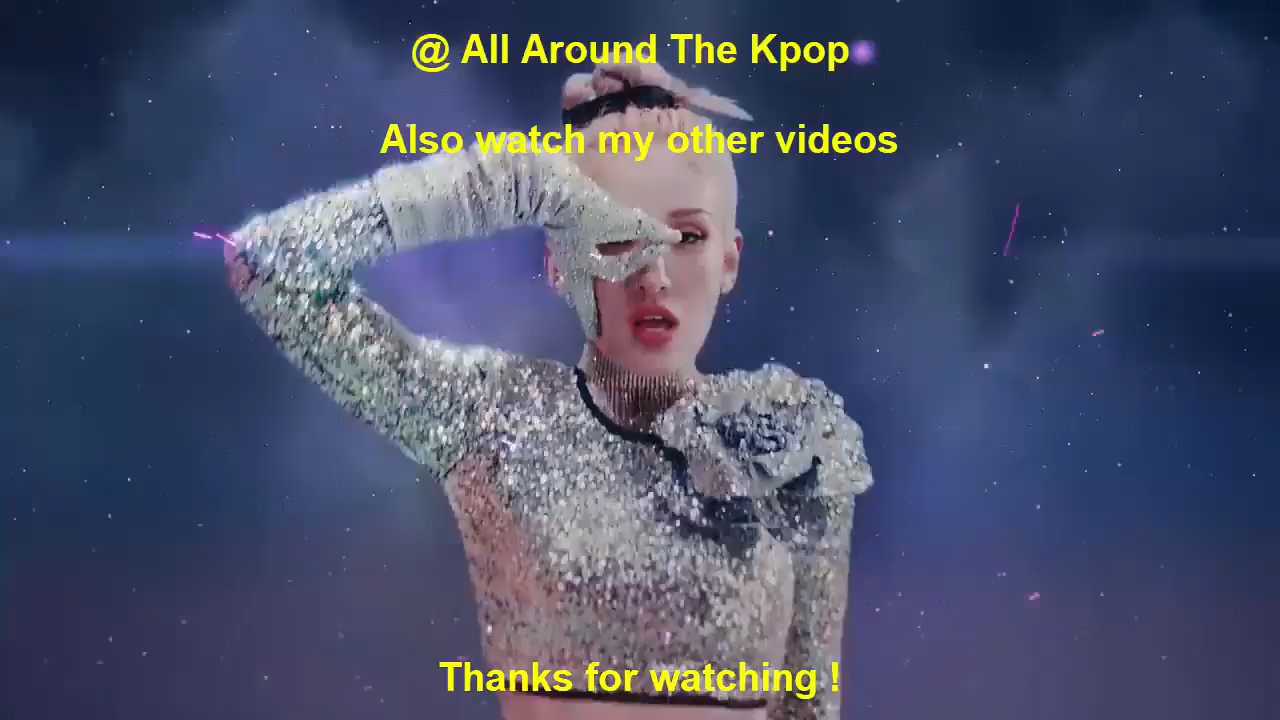 @ All Around The Kpop
Also watch my other videos
Thanks for watching !